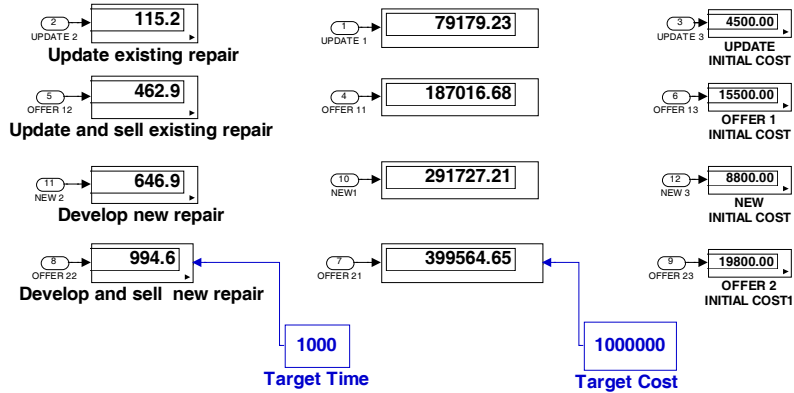 2
115.2
UPDATE 2
Update existing repair
1
79179.23
UPDATE 1
3
4500.00
UPDATE 3
UPDATE
INITIAL COST
5
462.9
OFFER 12
Update and sell existing repair
4
187016.68
OFFER 11
6
15500.00
OFFER 13
OFFER 1
INITIAL COST
11
646.9
NEW 2
Develop new repair
10
291727.21
NEW1
12
8800.00
NEW 3
NEW
INITIAL COST
8
994.6
OFFER 22
Develop and sell new repair
7
399564.65
OFFER 21
9
19800.00
OFFER 23
OFFER 2
INITIAL COST1
1000
Target Time
1000000
Target Cost